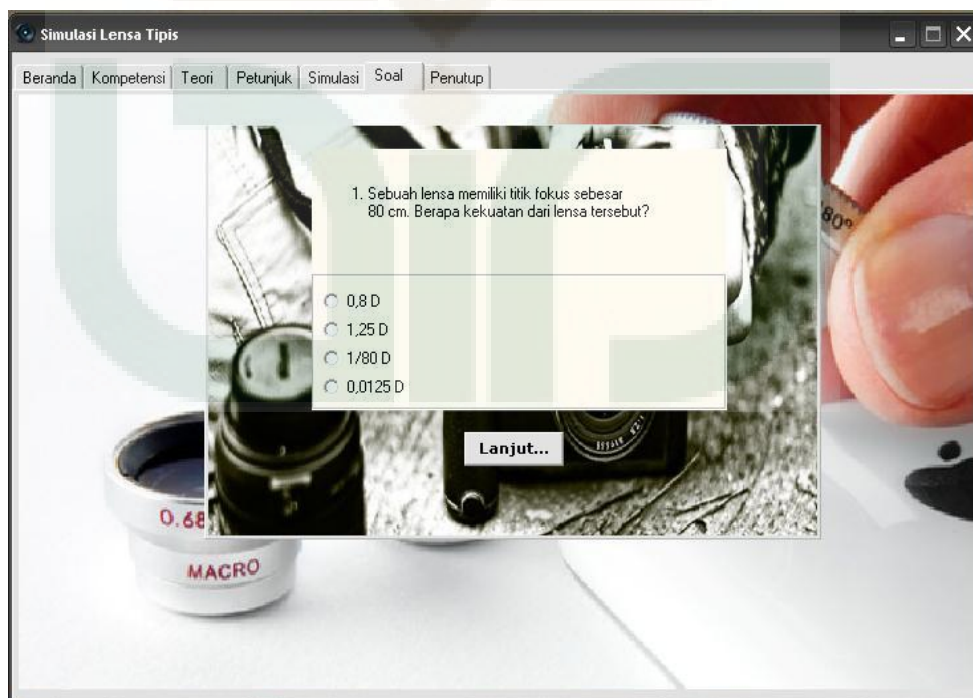 Simulasi Lensa Tipis
Beranda Kompetensi Teori Petunjuk Simulasi Soal Penutup
1. Sebuah lensa memiliki titik fokus sebesar
80 cm. Berapa kekuatan dari lensa tersebut?
0,8 D
1,25 D
1/80 D
0,0125 D
Lanjut...
80°
0.68
MACRO